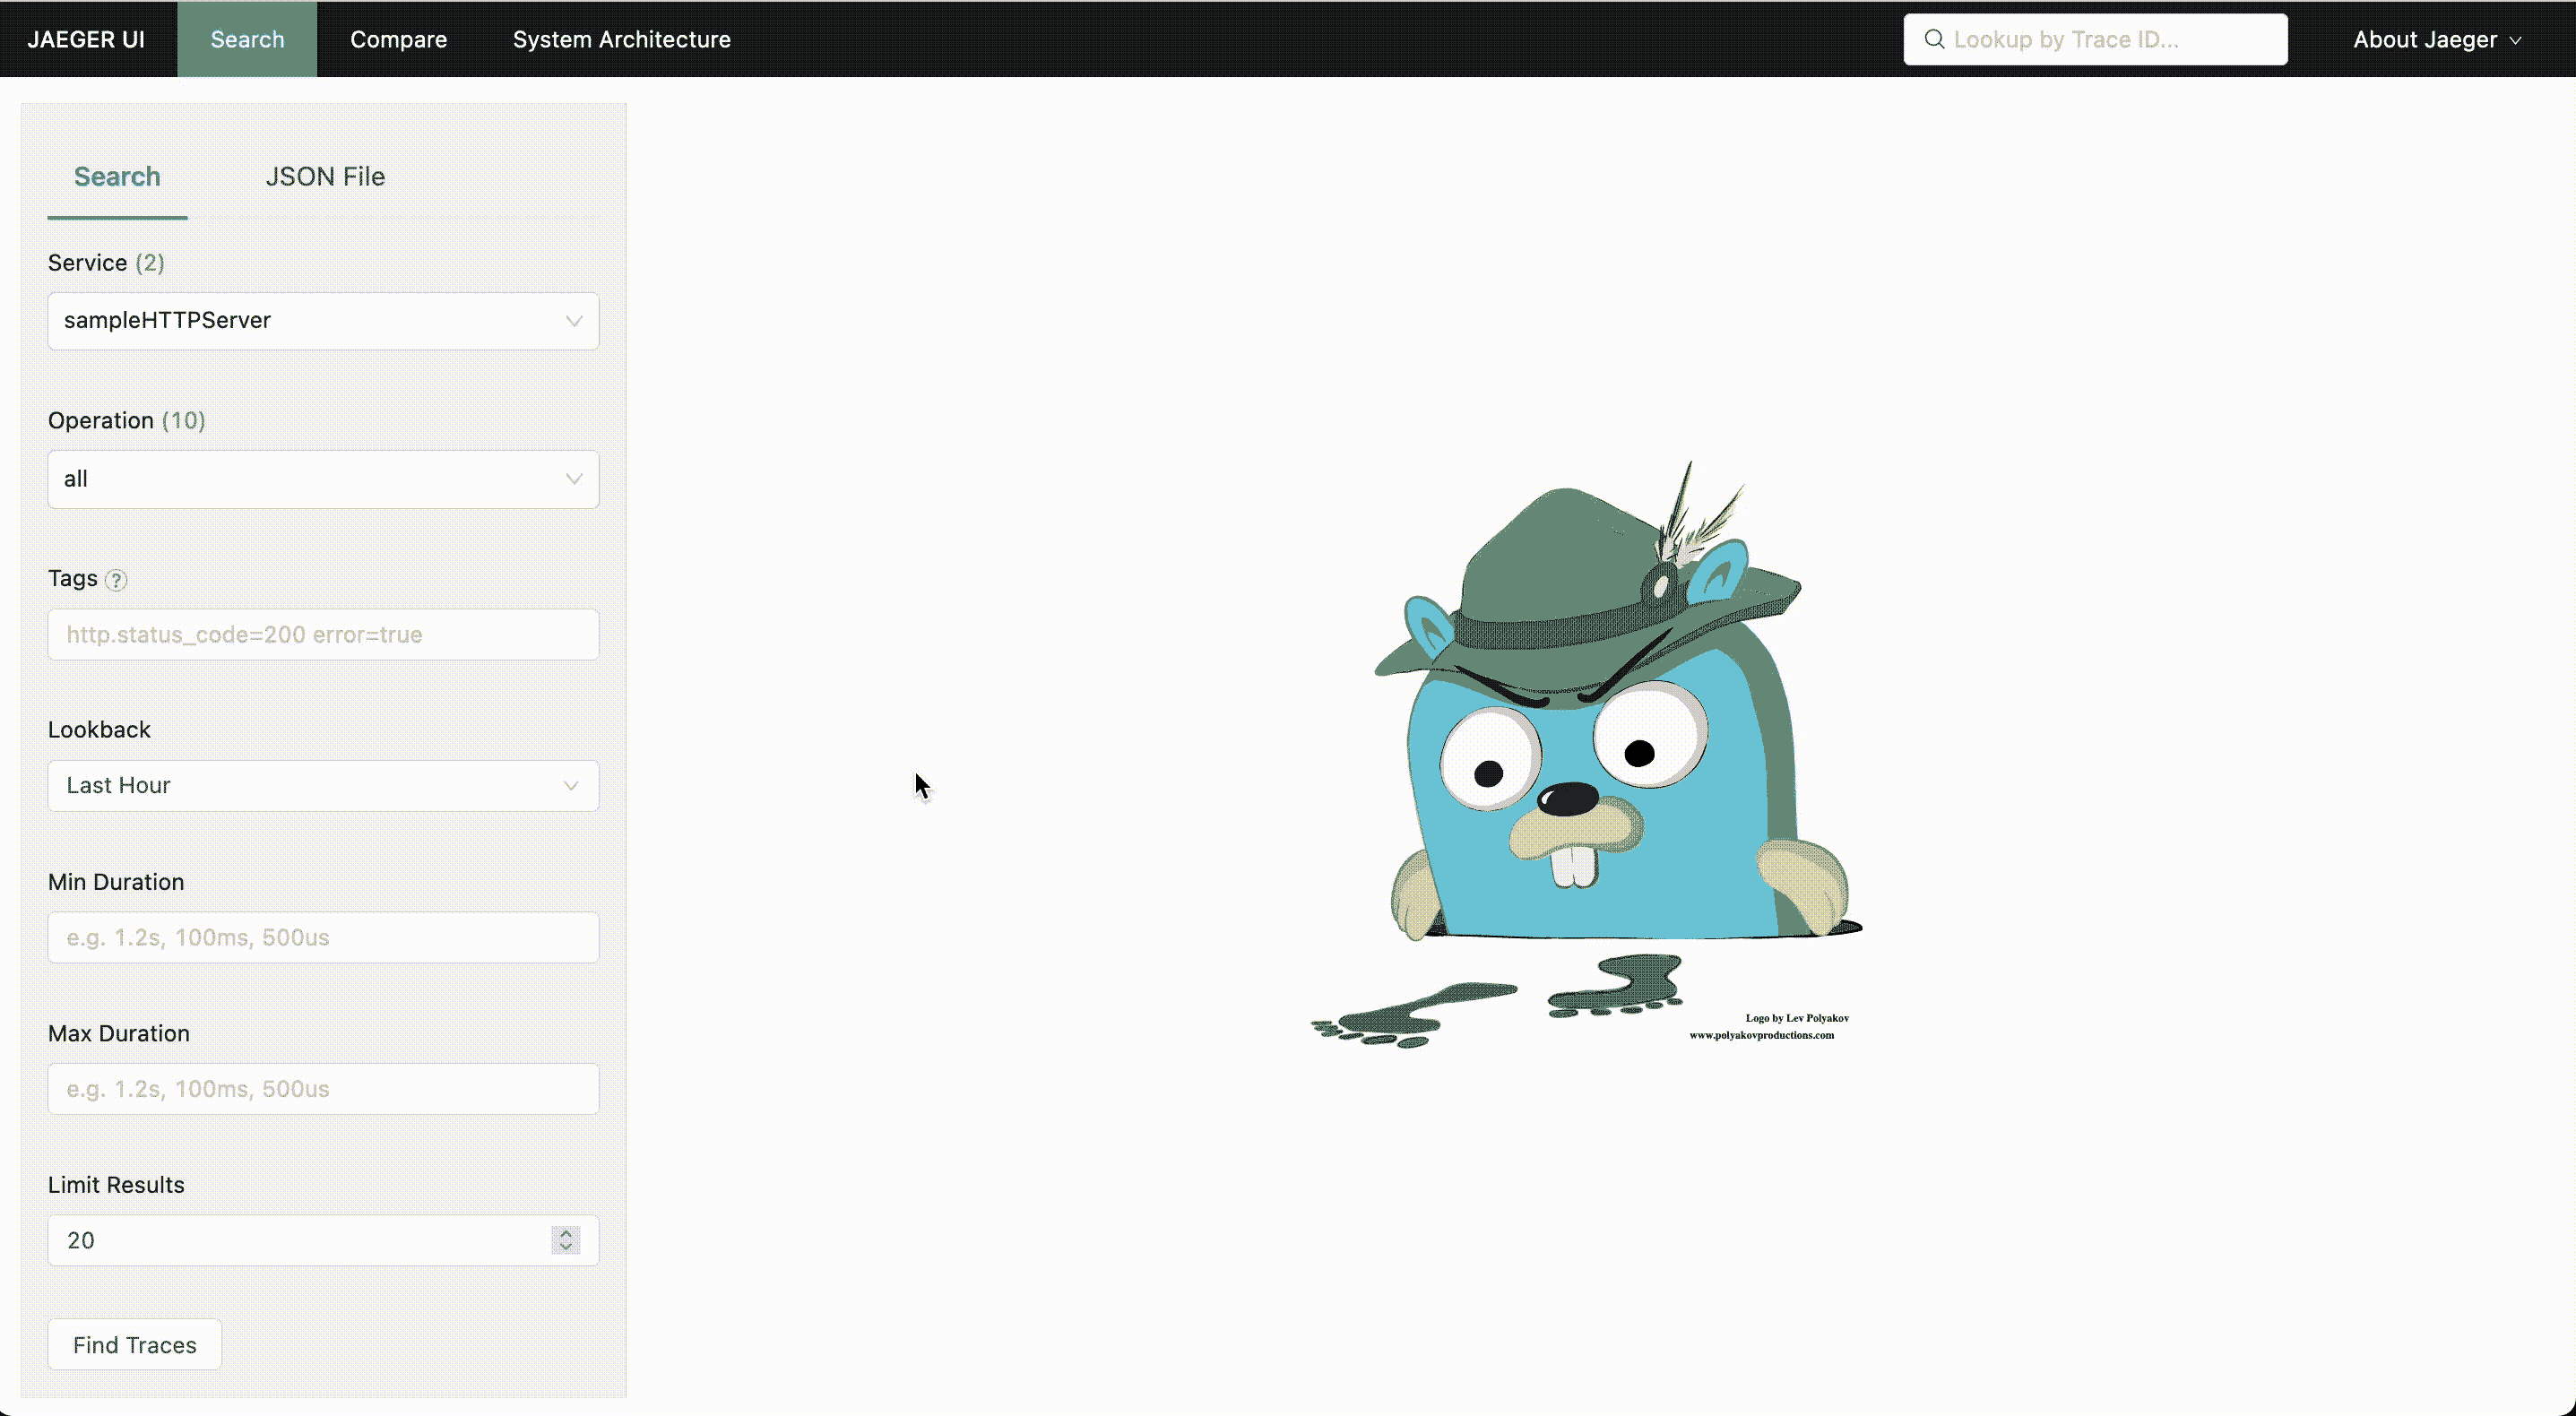 JAEGER UI Search Compare System Architecture Lookup by Trace ID... About Jaeger
Search JSON File
Service (2)
sampleHTTPServer
Operation (10)
all
Tags ?
http.status_code=200 error=true
Lookback
Last Hour
Min Duration
e.g. 1.2s, 100ms, 500us
Max Duration
e.g. 1.2s, 100ms, 500us
Limit Results
20
Find Traces
Logo by Lev Polyakov
www.polyakovproductions.com